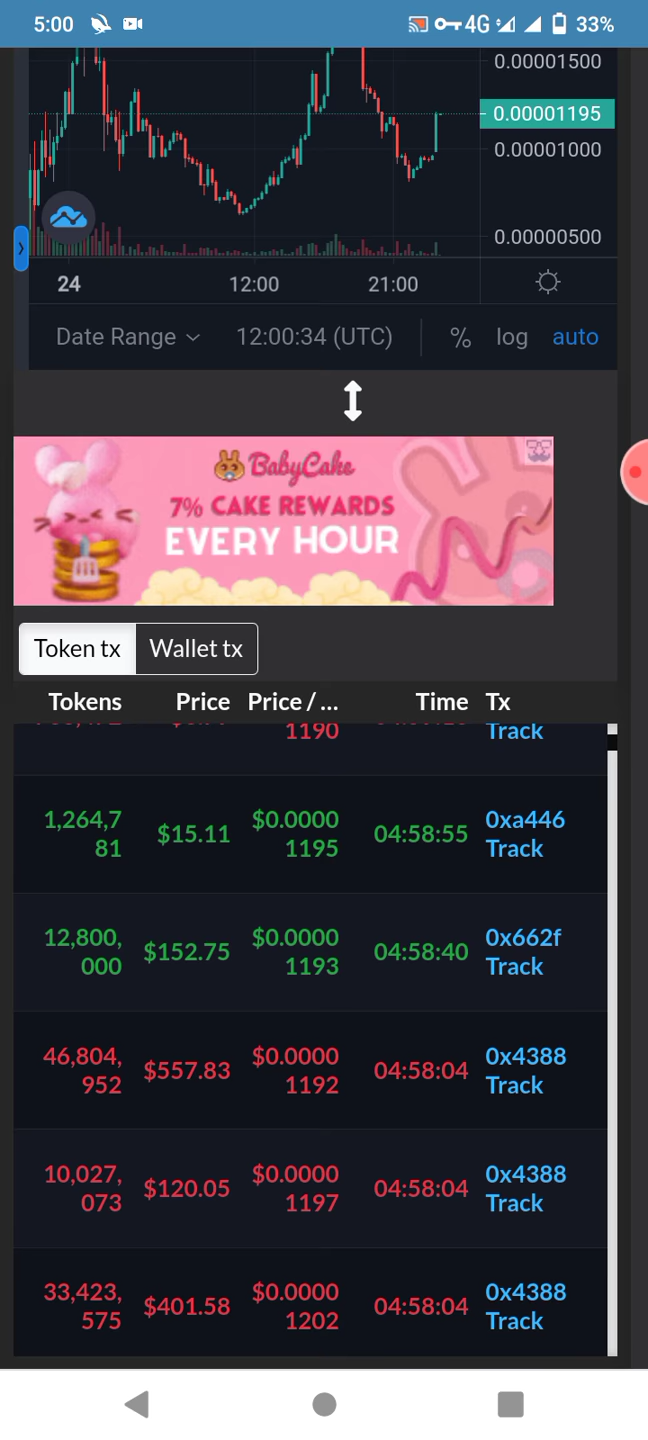 5:00 4G 33%
0.00001500
0.00001195
0.00001000
0.00000500
24 12:00 21:00
Date Range 12:00:34 (UTC) % log auto
BabyCake
7% CAKE REWARDS
EVERY HOUR
Token tx Wallet tx
Tokens Price Price / ... Time Tx
1190 Track
1,264,7 $15.11 $0.0000 04:58:55 0xa446
81 1195 Track
12,800, $152.75 $0.0000 04:58:40 0x662f
000 1193 Track
46,804, $557.83 $0.0000 04:58:04 0x4388
952 1192 Track
10,027, $120.05 $0.0000 04:58:04 0x4388
073 1197 Track
33,423, $401.58 $0.0000 04:58:04 0x4388
575 1202 Track